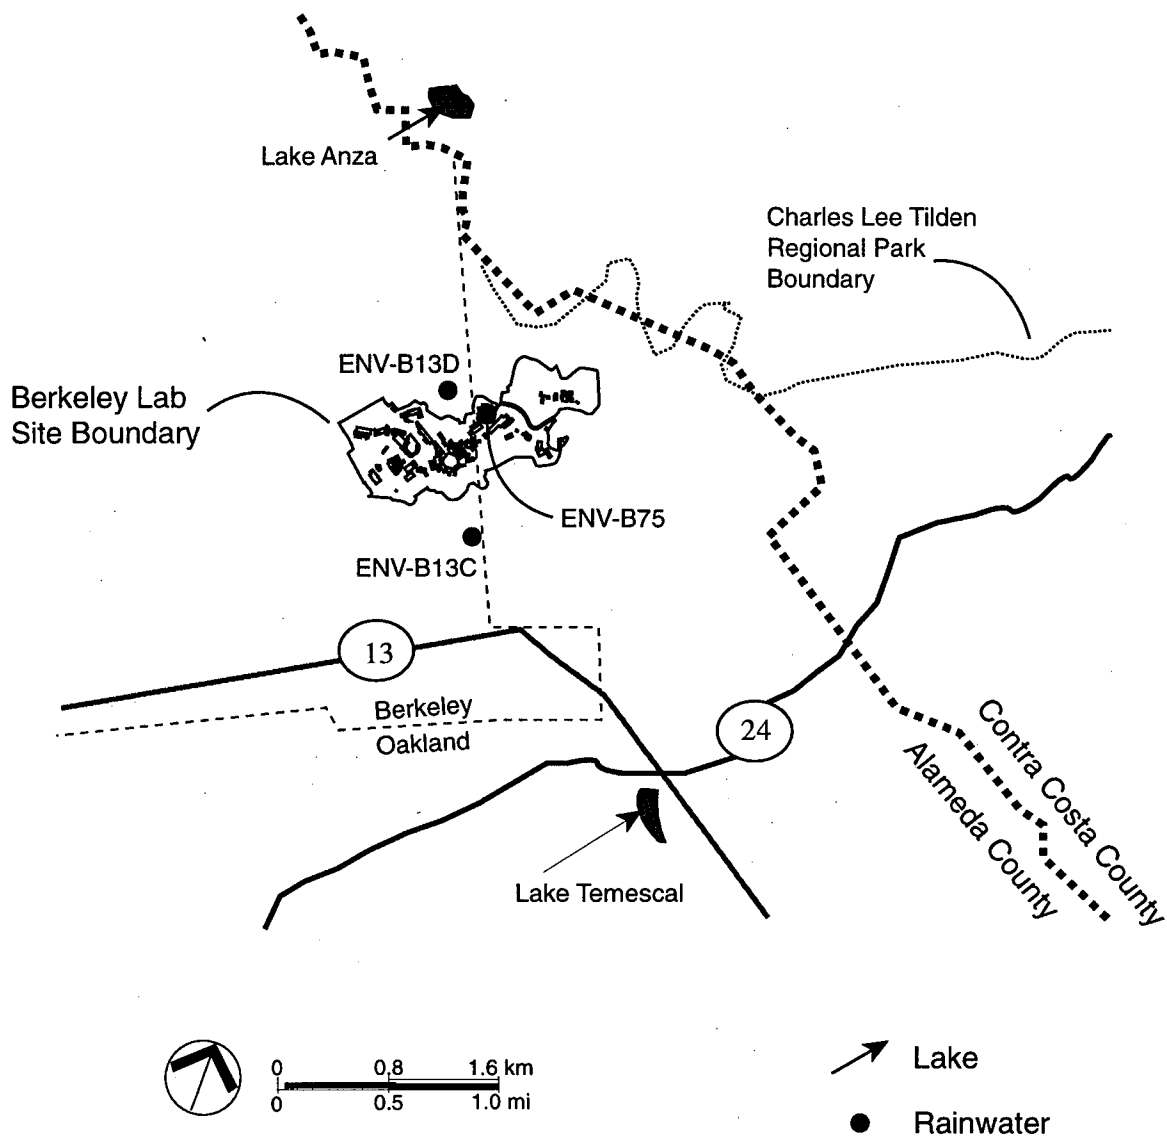 Lake Anza
Charles Lee Tilden
Regional Park
Boundary
ENV-B13D
Berkeley Lab
Site Boundary
ENV-B75
ENV-B13C
13
Berkeley
Oakland
24
Contra Costa County
Alameda County
Lake Temescal
0 0.8 1.6 km
0 0.5 1.0 mi
Lake
Rainwater